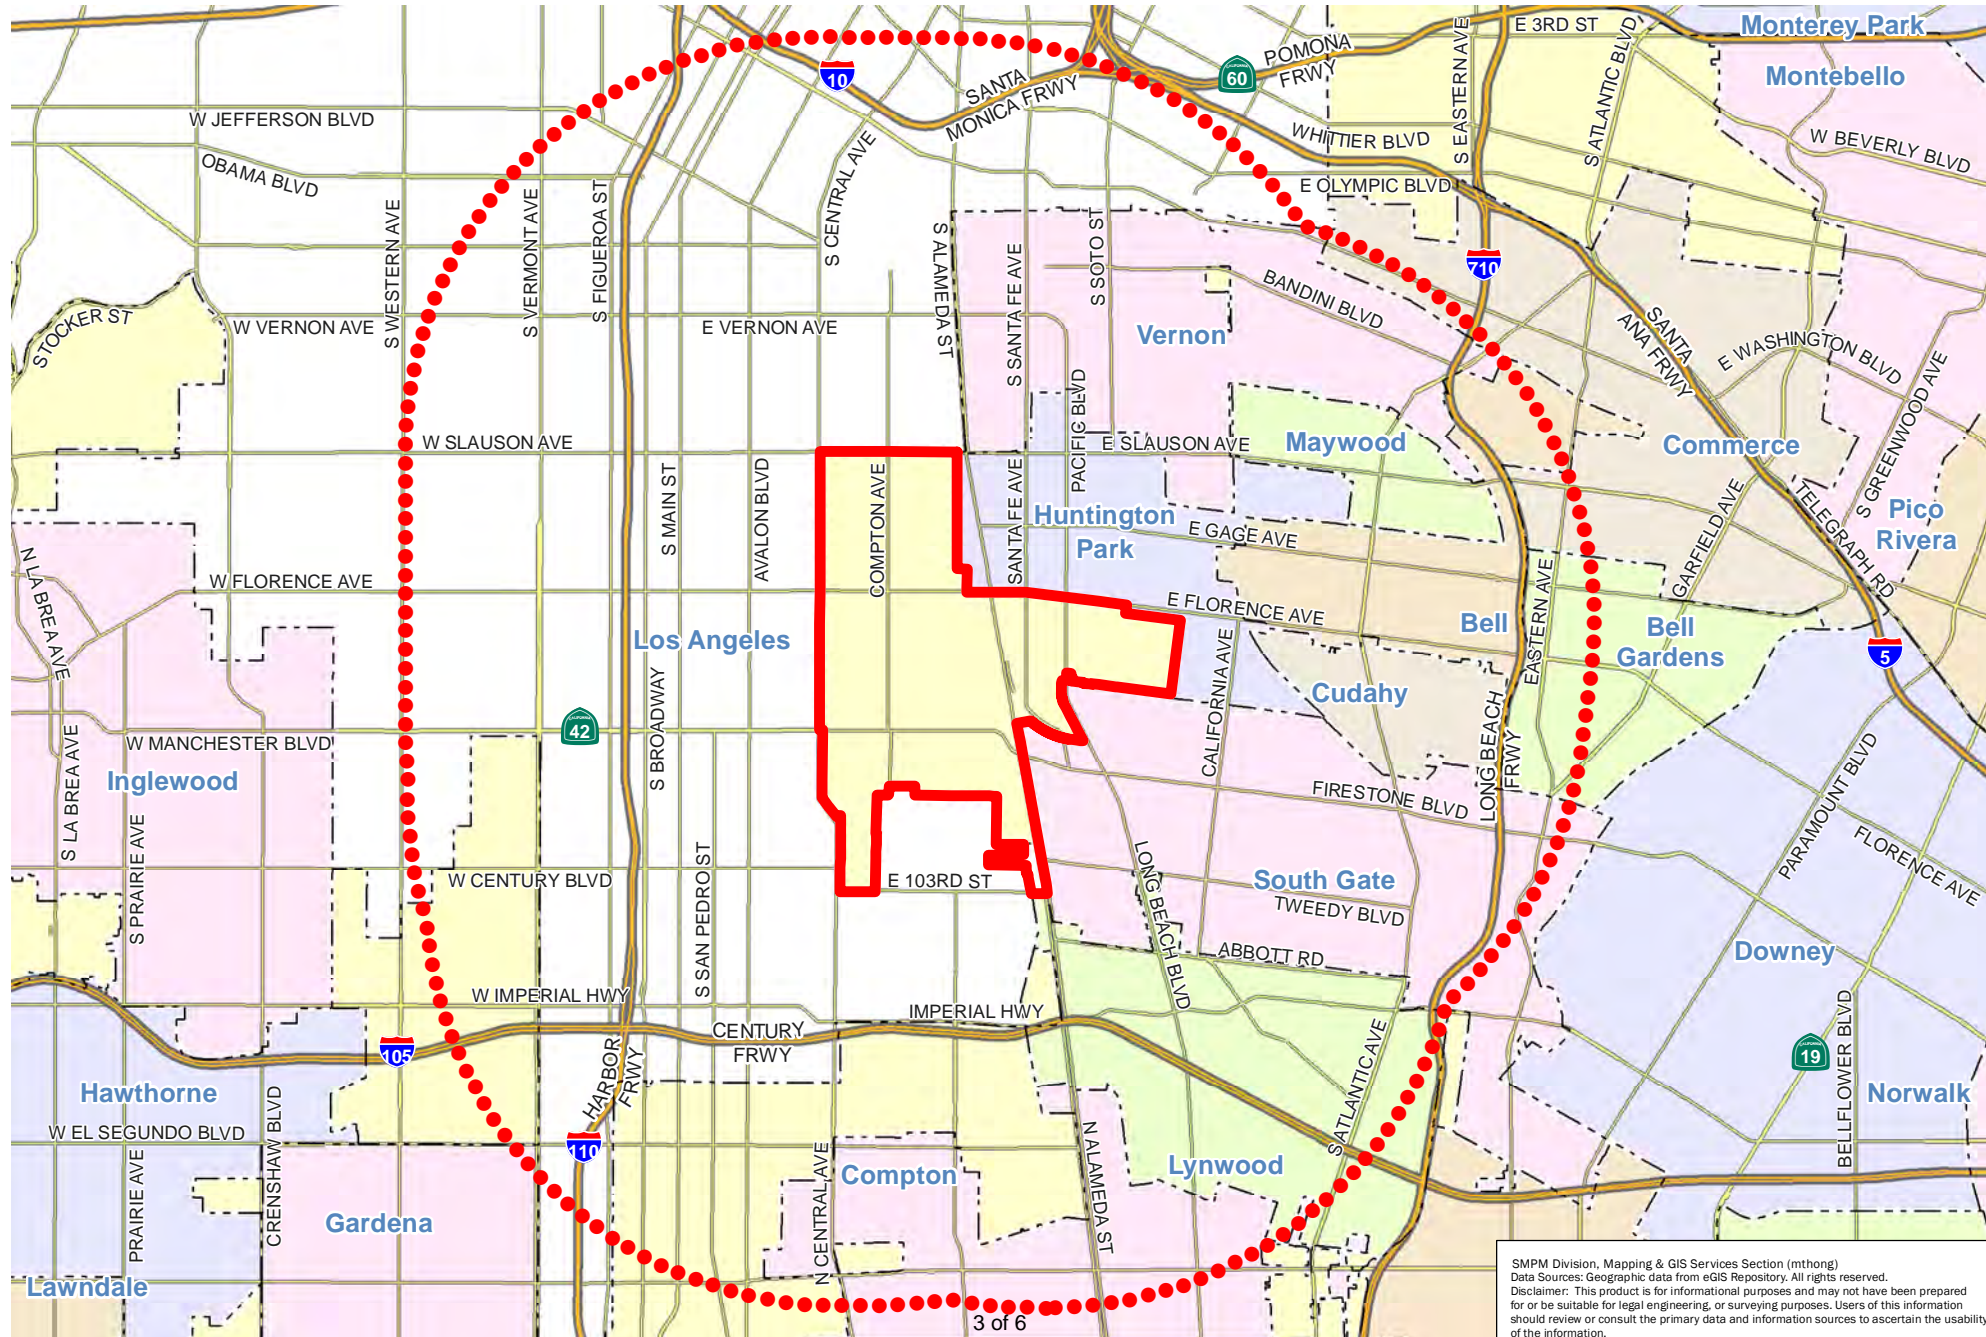 E 3RD ST
Monterey Park
Montebello
POMONA
FRWY
60
10
SANTA
MONICA FRWY
S EASTERN AVE
S ATLANTIC BLVD
W JEFFERSON BLVD
OBAMA BLVD
WHITTIER BLVD
W BEVERLY BLVD
E OLYMPIC BLVD
S WESTERN AVE
S VERMONT AVE
S FIGUEROA ST
S CENTRAL AVE
S ALAMEDA ST
S SANTA FE AVE
S SOTO ST
710
BANDINI BLVD
STOCKER ST
W VERNON AVE
E VERNON AVE
Vernon
SANTA
ANA FRWY
E WASHINGTON BLVD
S GREENWOOD AVE
PACIFIC BLVD
W SLAUSON AVE
E SLAUSON AVE
Maywood
Commerce
S MAIN ST
AVALON BLVD
COMPTON AVE
SANTA FE AVE
Huntington
Park
E GAGE AVE
GARFIELD AVE
TELEGRAPH RD
Pico
Rivera
N LA BREA AVE
W FLORENCE AVE
E FLORENCE AVE
EASTERN AVE
Los Angeles
Bell
Bell
Gardens
5
CALIFORNIA AVE
Cudahy
S BROADWAY
42
W MANCHESTER BLVD
S LA BREA AVE
Inglewood
LONG BEACH
FRWY
FIRESTONE BLVD
PARAMOUNT BLVD
FLORENCE AVE
S PRAIRIE AVE
S SAN PEDRO ST
W CENTURY BLVD
E 103RD ST
LONG BEACH BLVD
South Gate
TWEEDY BLVD
ABBOTT RD
Downey
W IMPERIAL HWY
IMPERIAL HWY
CENTURY
FRWY
105
HARBOR
FRWY
S ATLANTIC AVE
19
BELLFLOWER BLVD
Hawthorne
Norwalk
W EL SEGUNDO BLVD
CRENSHAW BLVD
110
N CENTRAL AVE
Compton
N ALAMEDA ST
Lynwood
PRAIRIE AVE
Gardena
Lawndale
3 of 6
SMPM Division, Mapping & GIS Services Section (mthong)
Data Sources: Geographic data from eGIS Repository. All rights reserved.
Disclaimer: This product is for informational purposes and may not have been prepared
for or be suitable for legal engineering, or surveying purposes. Users of this information
should review or consult the primary data and information sources to ascertain the usabilit
of the information.